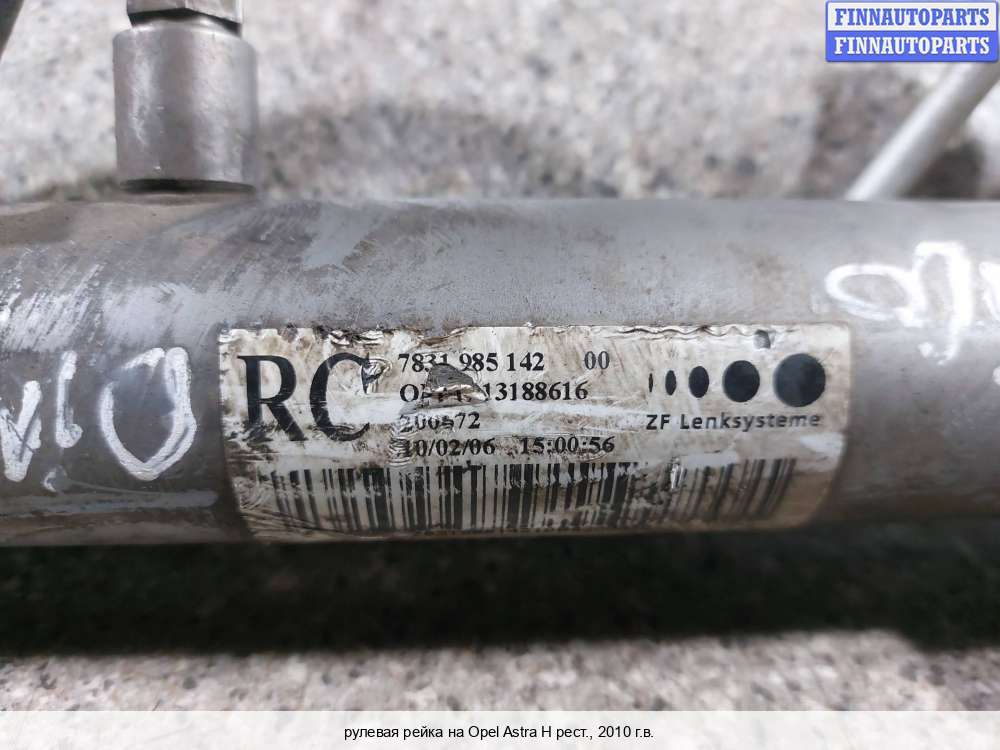 FINNAUTOPARTS
FINNAUTOPARTS
RC
7831 985 142 00
13188616
ZF Lenksysteme
10/02/06 15:00:56
рулевая рейка на Opel Astra H рест., 2010 г.в.